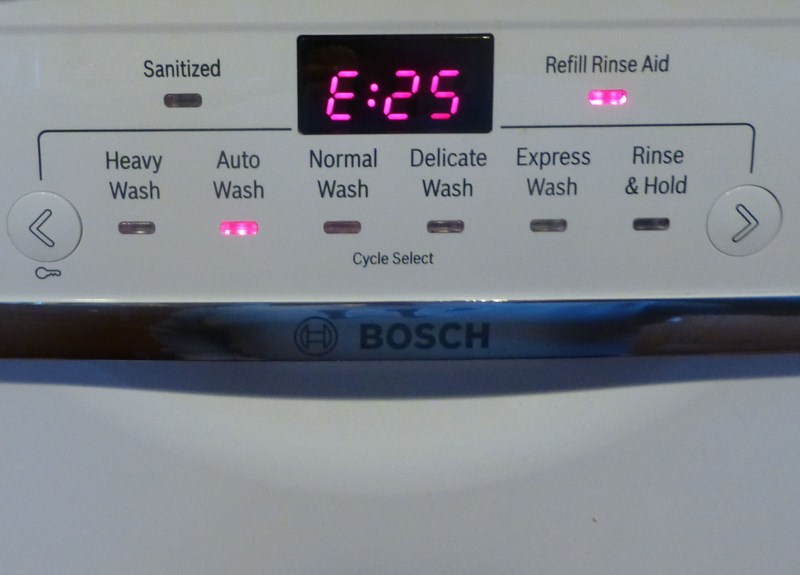 Sanitized
E:25
Refill Rinse Aid
Heavy Wash
Auto Wash
Normal Wash
Delicate Wash
Express Wash
Rinse & Hold
Cycle Select
BOSCH